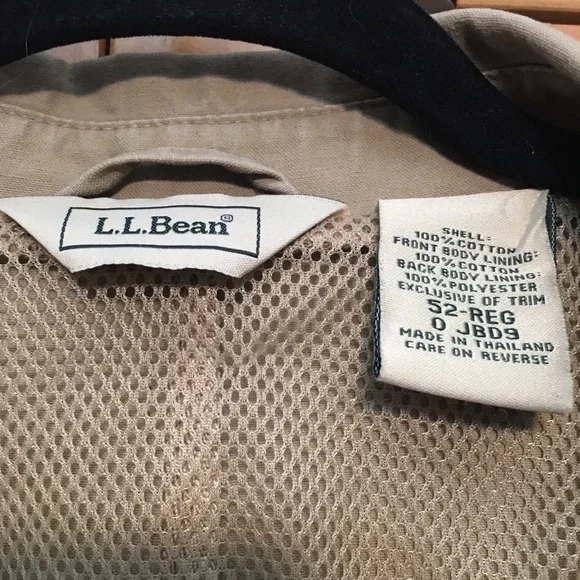 L.L.Bean®
SHELL:
100% COTTON
FRONT BODY LINING:
100% COTTON
BACK BODY LINING:
100% POLYESTER
EXCLUSIVE OF TRIM
52-REG
0 JBD9
MADE IN THAILAND
CARE ON REVERSE